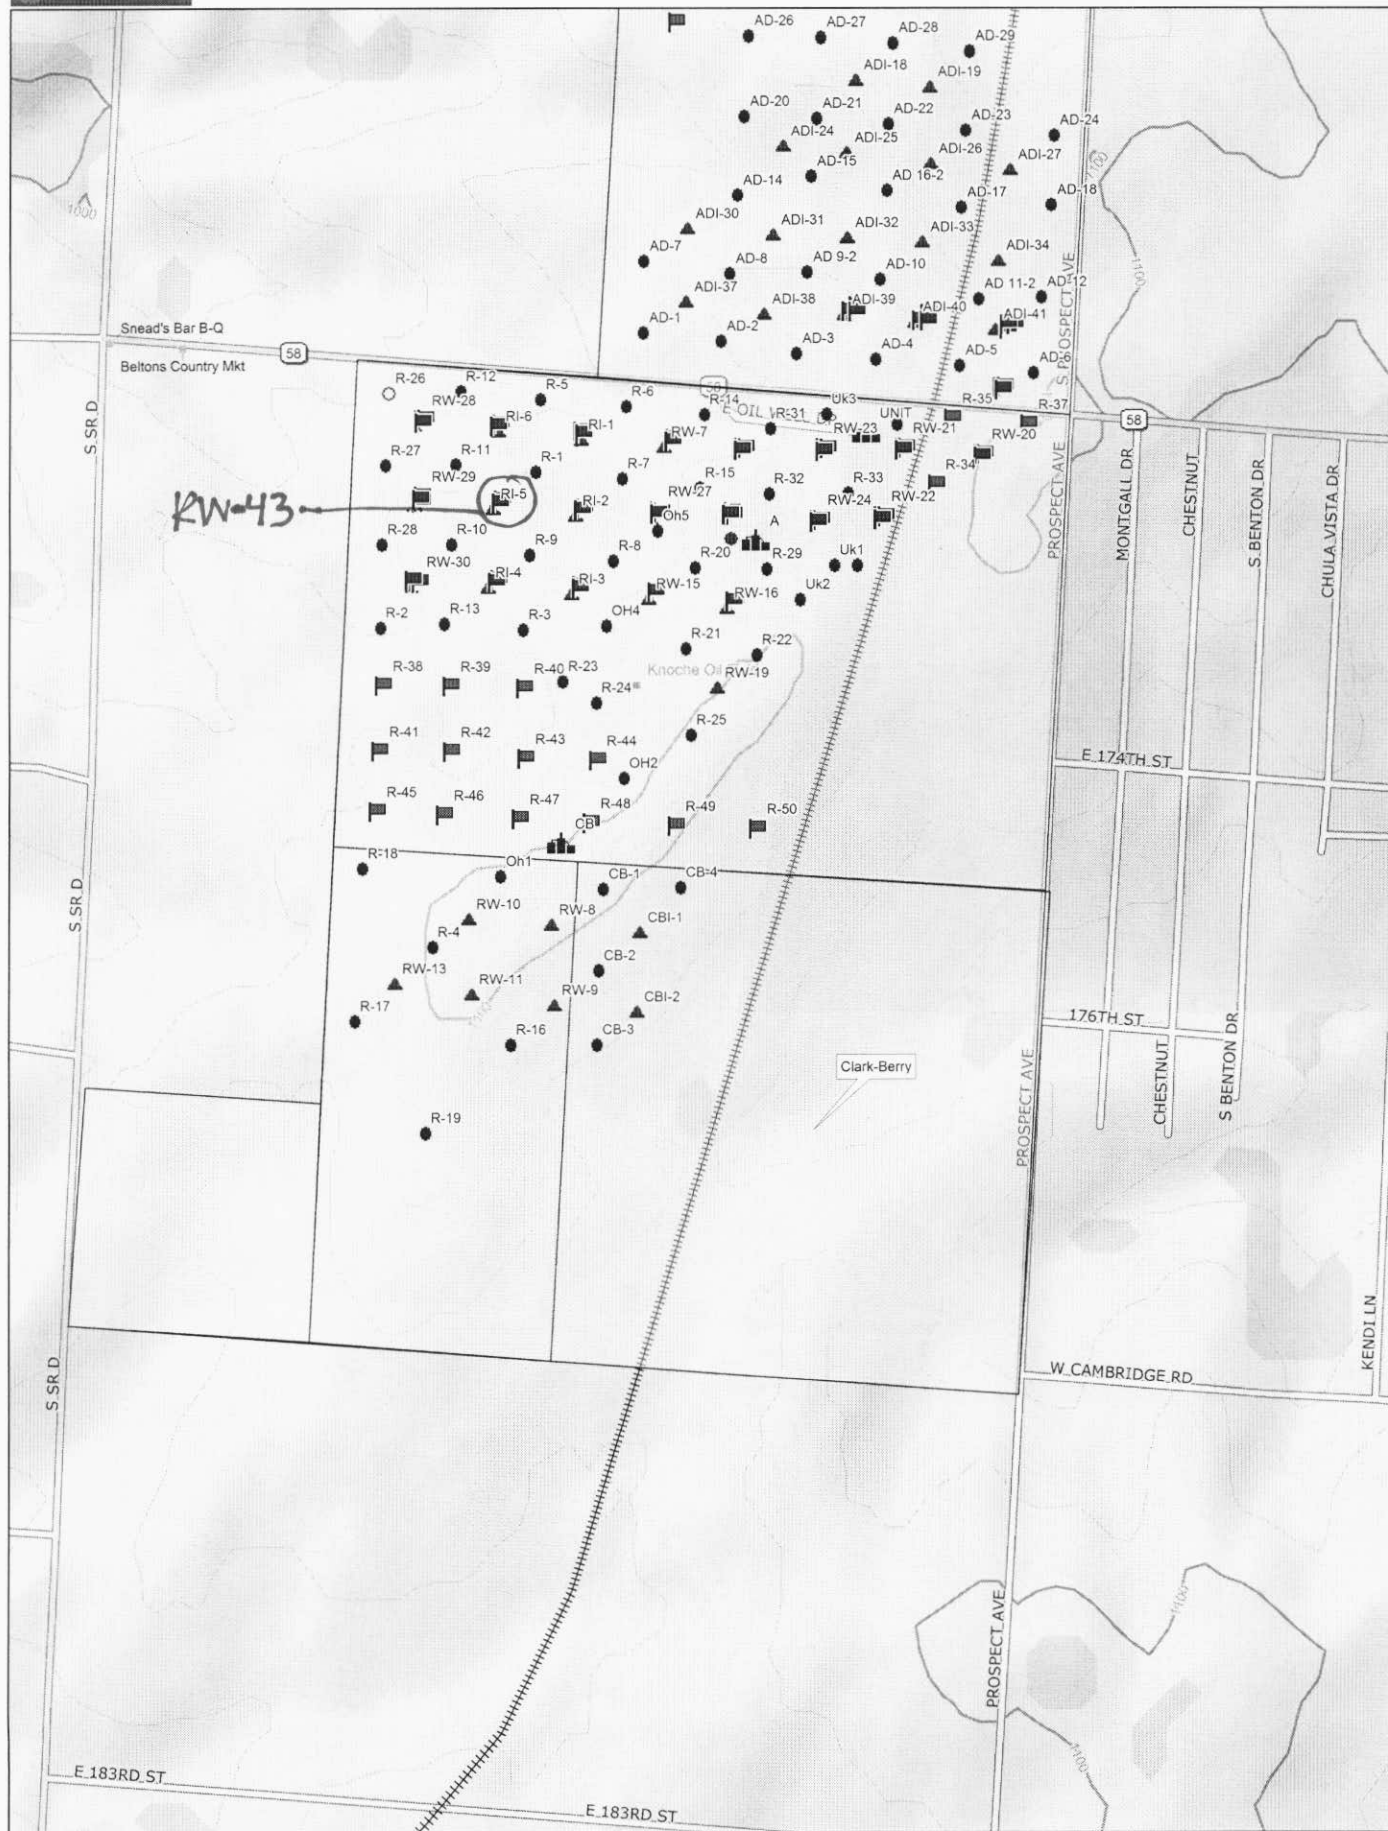 AD-26 AD-27 AD-28 AD-29
ADI-18 ADI-19
AD-20 AD-21 AD-22 AD-23 AD-24
ADI-24 ADI-25 ADI-26 ADI-27
1100
AD-14 AD-15 AD 16-2 AD-17 AD-18
1000
ADI-30 ADI-31 ADI-32 ADI-33 ADI-34
1100
AD-7 AD-8 AD 9-2 AD-10 AD 11-2 AD-12
ADI-37 ADI-38 ADI-39 ADI-40 ADI-41
AD-1 AD-2 AD-3 AD-4 AD-5 AD-6
S PROSPECT AVE
Snead's Bar B-Q
58
Beltons Country Mkt
58
E OIL WELL DR
58
R-26 R-12 R-5 R-6 R-14 Uk3 R-35 R-37
RW-28 RI-6 RI-1 RW-7 R-31 RW-23 UNIT RW-21 RW-20
S SR D
R-27 R-11 R-1 R-7 R-15 R-32 R-33 R-34
RW-43
RW-29 RI-5 RI-2 RW-27 RW-24 RW-22
Oh5 A
R-28 R-10 R-9 R-8 R-20 R-29 Uk1
RW-30 RI-4 RI-3 RW-15 RW-16 Uk2
R-2 R-13 R-3 OH4 R-21 R-22
PROSPECT AVE
MONTGALL DR
CHESTNUT
S BENTON DR
CHULA VISTA DR
R-38 R-39 R-40 R-23 Knoche Oil RW-19
R-24
R-41 R-42 R-43 R-44 R-25
OH2
E 174TH ST
R-45 R-46 R-47 R-48 R-49 R-50
CB
R-18 Oh1 CB-1 CB-4
S SR D
RW-10 RW-8 CBI-1
R-4 CB-2
RW-13 RW-11 RW-9 CBI-2
1100
R-17 R-16 CB-3
176TH ST
Clark-Berry
CHESTNUT
S BENTON DR
R-19
PROSPECT AVE
S SR D
W CAMBRIDGE RD
KENDI LN
PROSPECT AVE
1100
1100
E 183RD ST
E 183RD ST